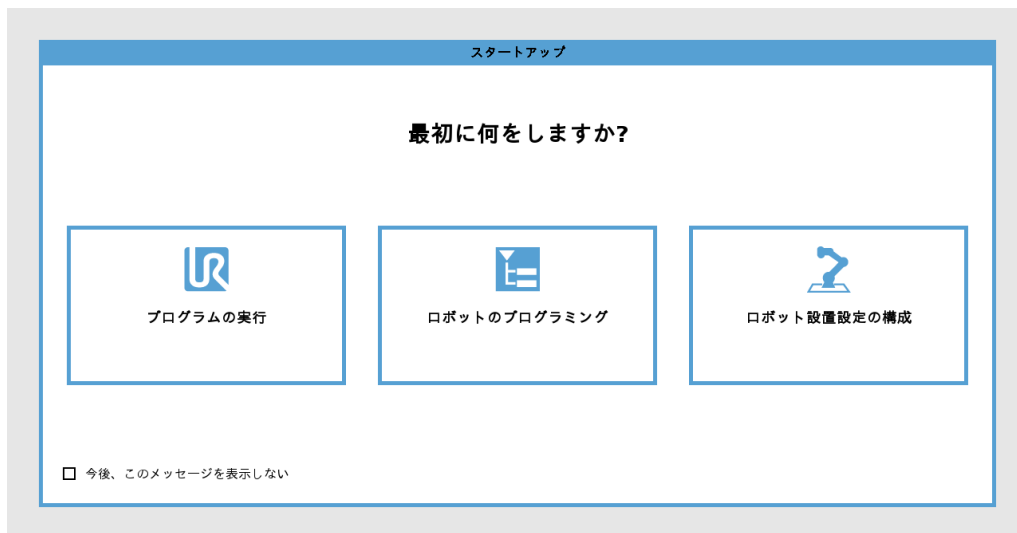 スタートアップ
最初に何をしますか?
UR
プログラムの実行
ロボットのプログラミング
ロボット設置設定の構成
今後、このメッセージを表示しない